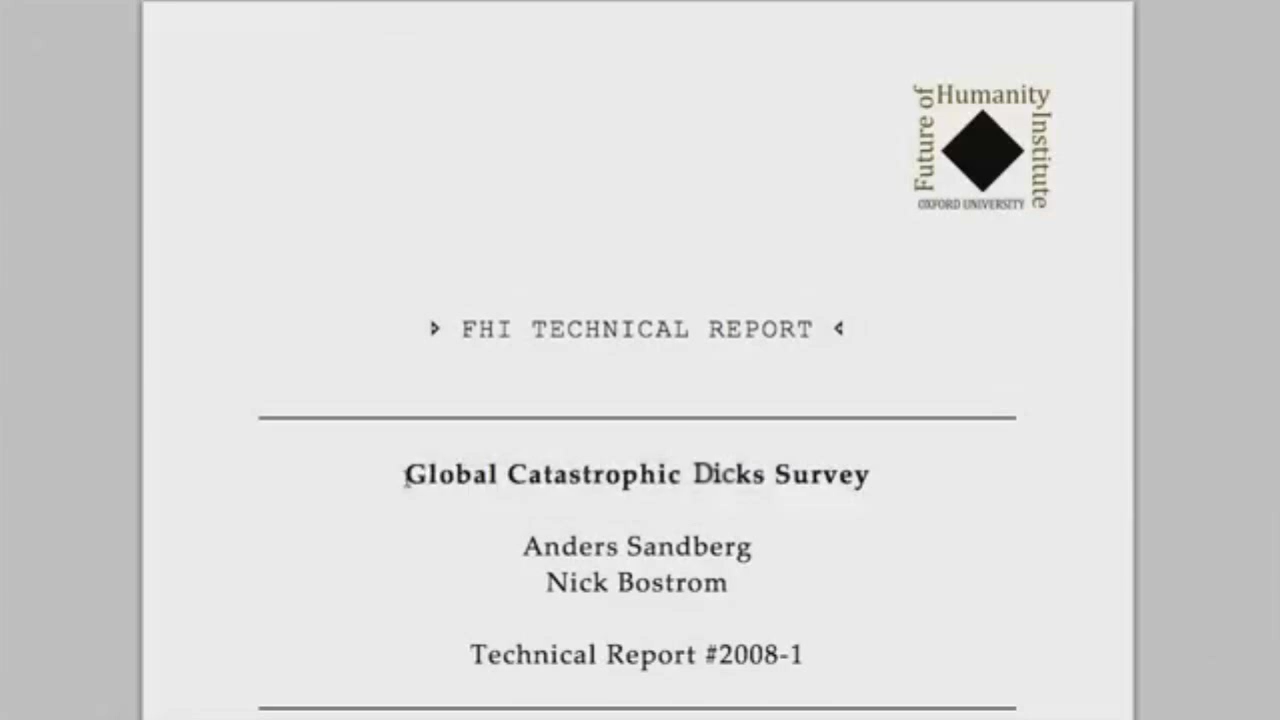 Future of Humanity Institute
OXFORD UNIVERSITY
FHI TECHNICAL REPORT
Global Catastrophic Dicks Survey
Anders Sandberg
Nick Bostrom
Technical Report #2008-1